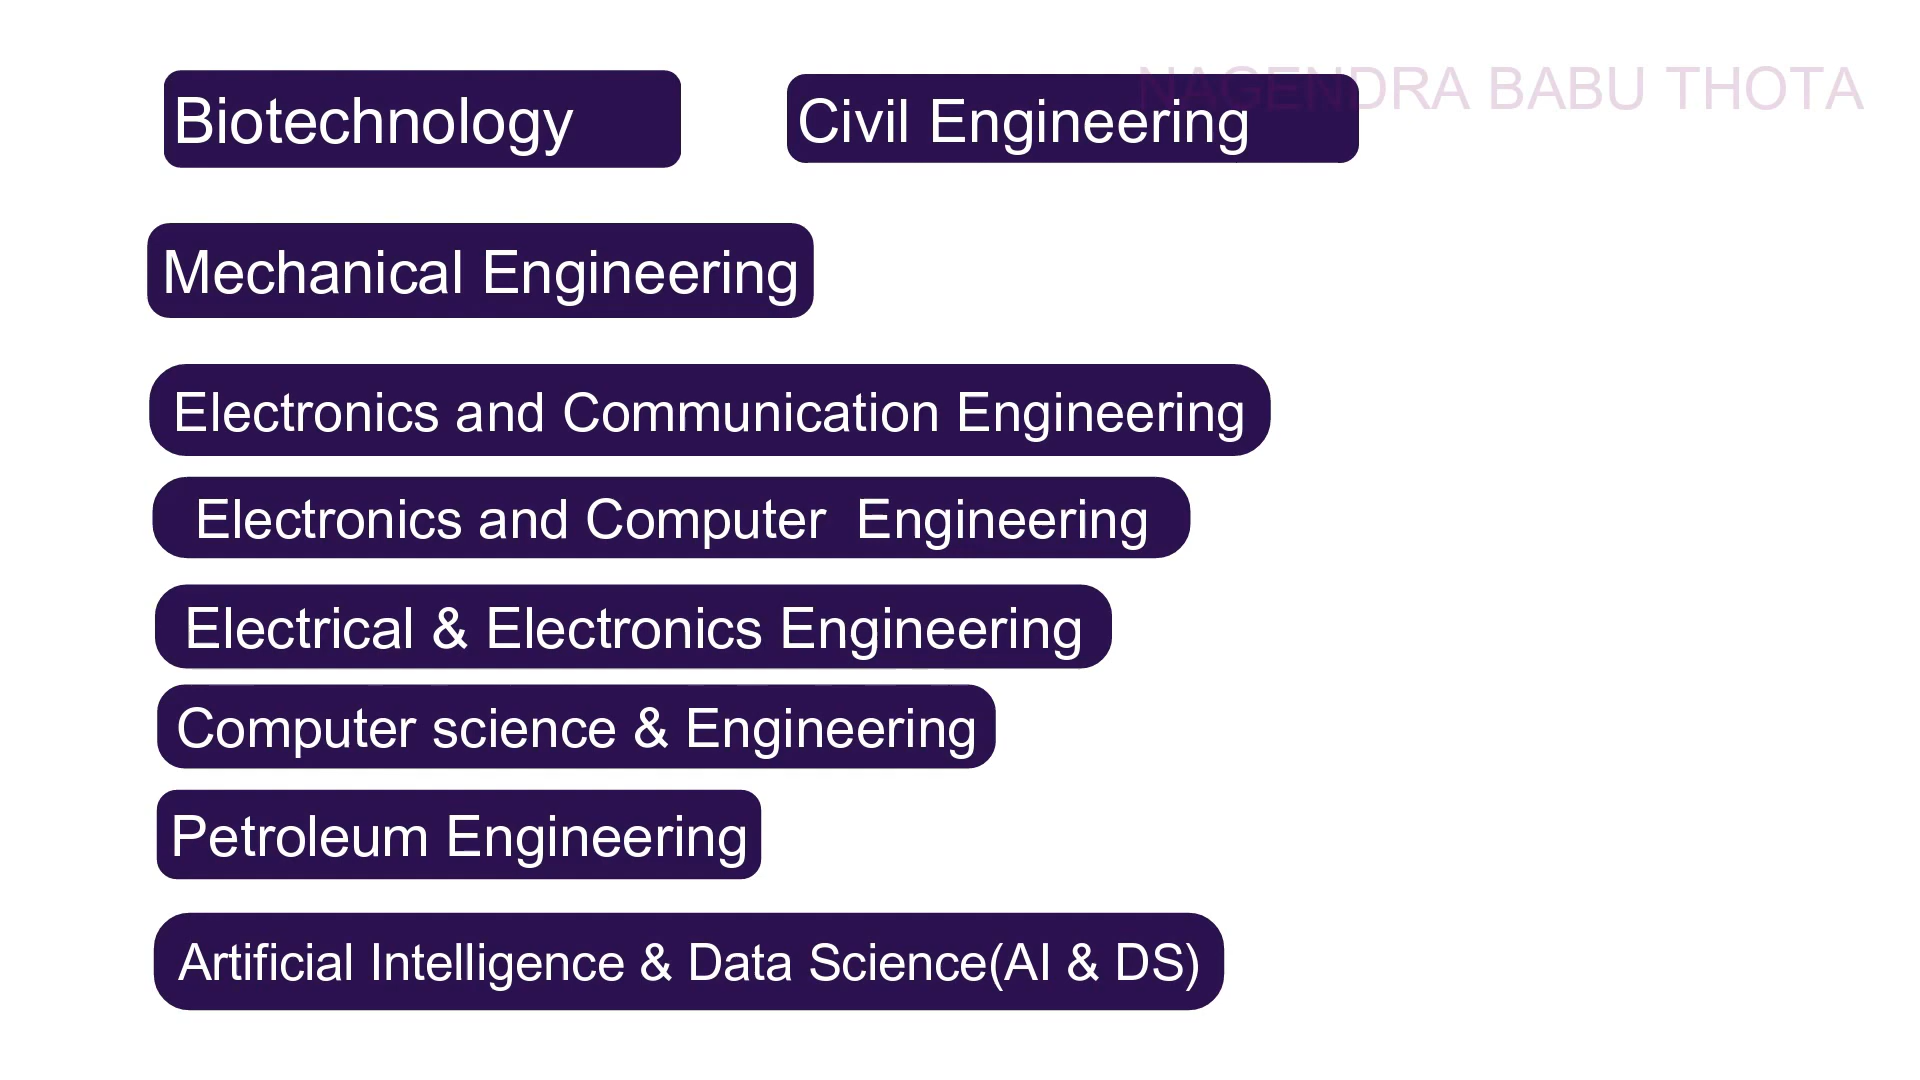 NAGENDRA BABU THOTA
Biotechnology
Civil Engineering
Mechanical Engineering
Electronics and Communication Engineering
Electronics and Computer  Engineering
Electrical & Electronics Engineering
Computer science & Engineering
Petroleum Engineering
Artificial Intelligence & Data Science(AI & DS)